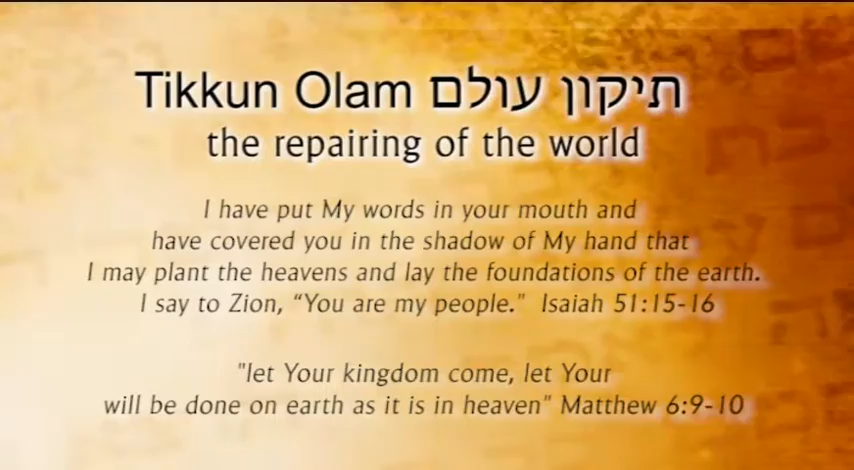 Tikkun Olam תיקון עולם
the repairing of the world
I have put My words in your mouth and
have covered you in the shadow of My hand that
I may plant the heavens and lay the foundations of the earth.
I say to Zion, “You are my people."  Isaiah 51:15-16
"let Your kingdom come, let Your
will be done on earth as it is in heaven" Matthew 6:9-10